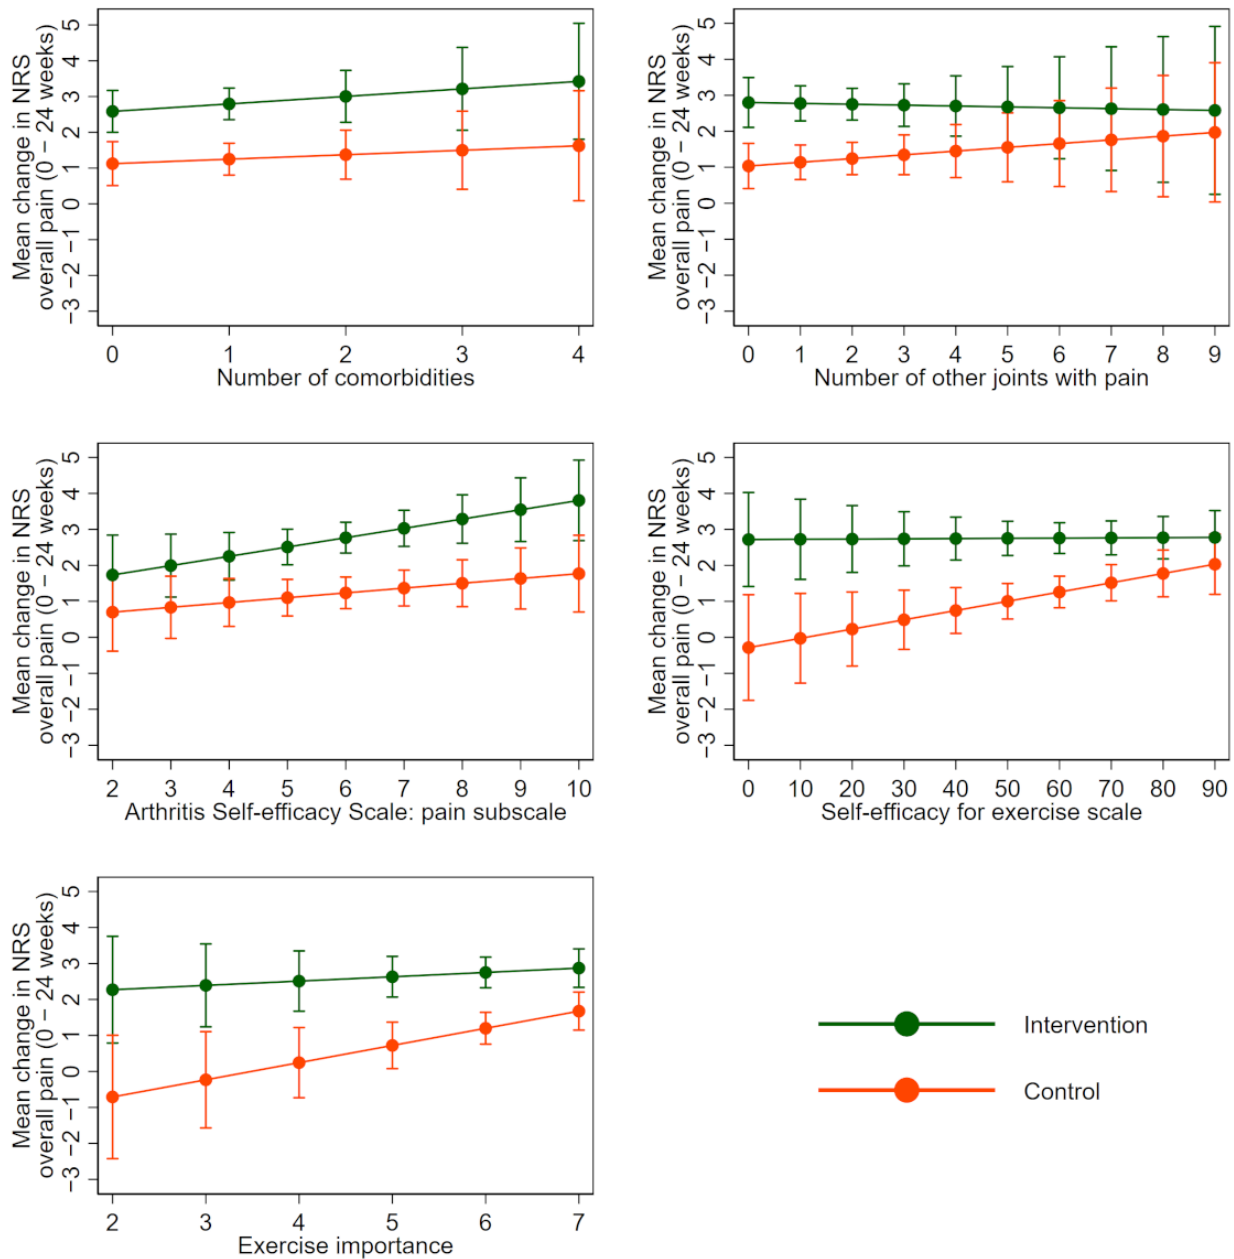 Mean change in NRS
overall pain (0 − 24 weeks)
−3 −2 −1 0 1 2 3 4 5
0 1 2 3 4
Number of comorbidities
Mean change in NRS
overall pain (0 − 24 weeks)
−3 −2 −1 0 1 2 3 4 5
0 1 2 3 4 5 6 7 8 9
Number of other joints with pain
Mean change in NRS
overall pain (0 − 24 weeks)
−3 −2 −1 0 1 2 3 4 5
2 3 4 5 6 7 8 9 10
Arthritis Self-efficacy Scale: pain subscale
Mean change in NRS
overall pain (0 − 24 weeks)
−3 −2 −1 0 1 2 3 4 5
0 10 20 30 40 50 60 70 80 90
Self-efficacy for exercise scale
Mean change in NRS
overall pain (0 − 24 weeks)
−3 −2 −1 0 1 2 3 4 5
2 3 4 5 6 7
Exercise importance
Intervention
Control